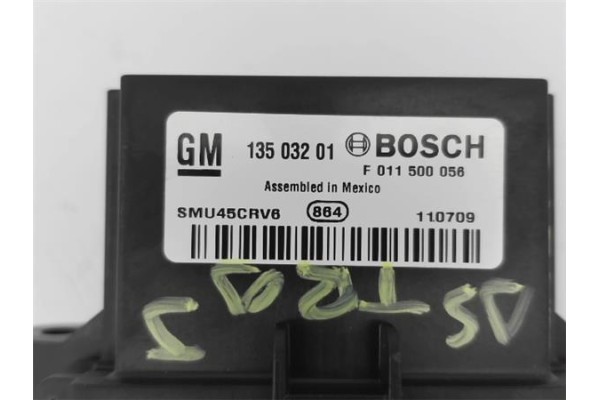 GM 135 032 01 BOSCH
F 011 500 056
Assembled in Mexico
SMU45CRV6 864 110709